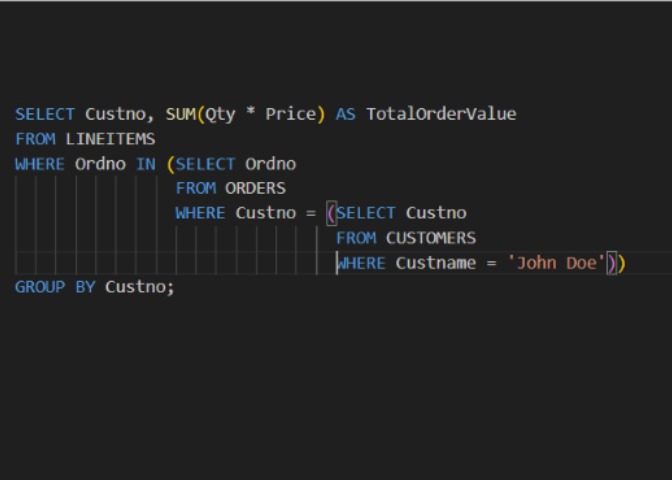 SELECT Custno, SUM(Qty * Price) AS TotalOrderValue
FROM LINEITEMS
WHERE Ordno IN (SELECT Ordno
FROM ORDERS
WHERE Custno = (SELECT Custno
FROM CUSTOMERS
WHERE Custname = 'John Doe'))
GROUP BY Custno;